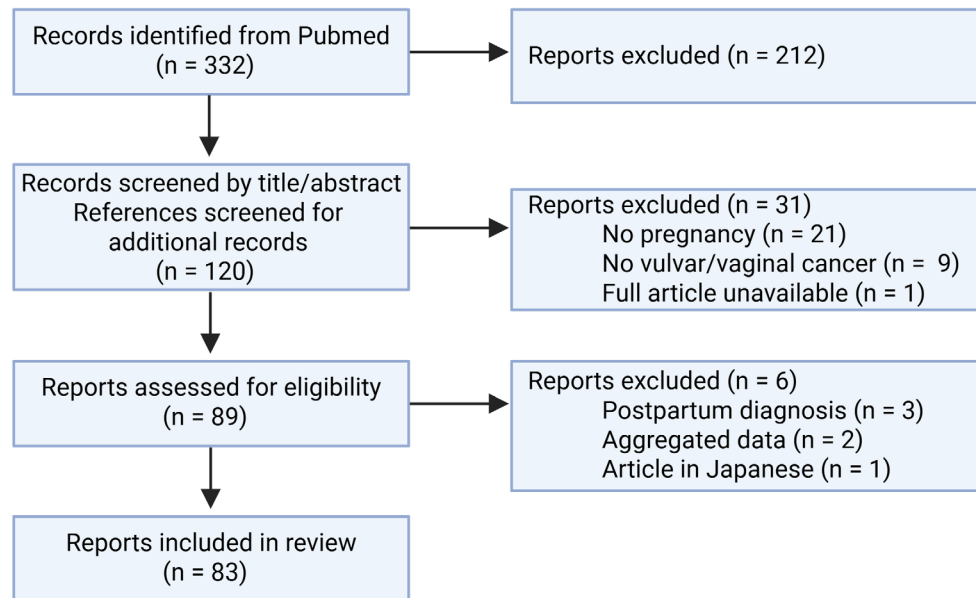 Records identified from Pubmed
(n = 332)
Reports excluded (n = 212)
Records screened by title/abstract
References screened for
additional records
(n = 120)
Reports excluded (n = 31)
No pregnancy (n = 21)
No vulvar/vaginal cancer (n =  9)
Full article unavailable (n = 1)
Reports assessed for eligibility
(n = 89)
Reports excluded (n = 6)
Postpartum diagnosis (n = 3)
Aggregated data (n = 2)
Article in Japanese (n = 1)
Reports included in review
(n = 83)